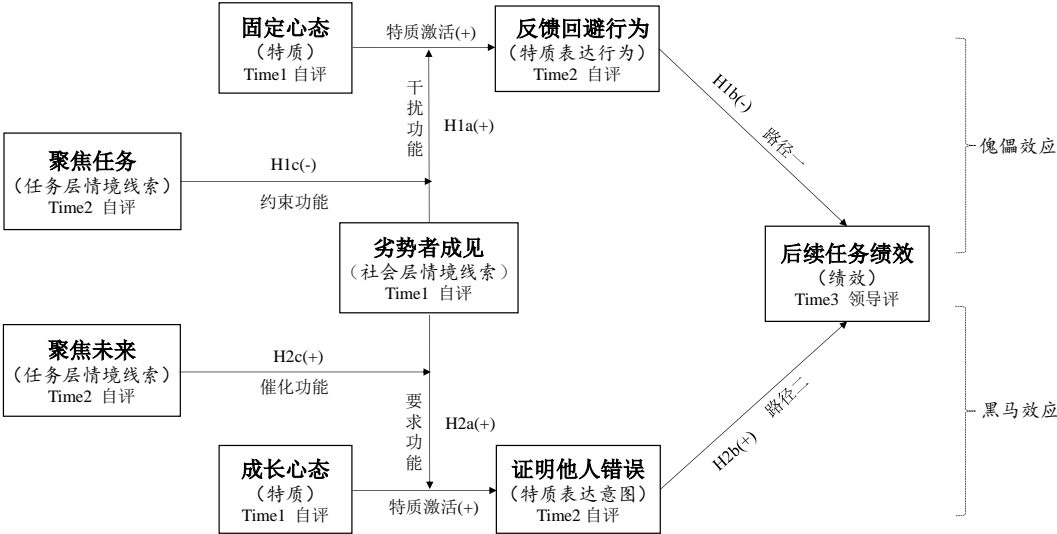 固定心态
（特质）
Time1 自评
特质激活(+)
反馈回避行为
（特质表达行为）
Time2 自评
干扰功能
H1a(+)
H1b(-)
路径一
聚焦任务
（任务层情境线索）
Time2 自评
H1c(-)
约束功能
傀儡效应
劣势者成见
（社会层情境线索）
Time1 自评
后续任务绩效
（绩效）
Time3 领导评
聚焦未来
（任务层情境线索）
Time2 自评
H2c(+)
催化功能
要求功能
H2a(+)
H2b(+)
路径二
黑马效应
成长心态
（特质）
Time1 自评
特质激活(+)
证明他人错误
（特质表达意图）
Time2 自评